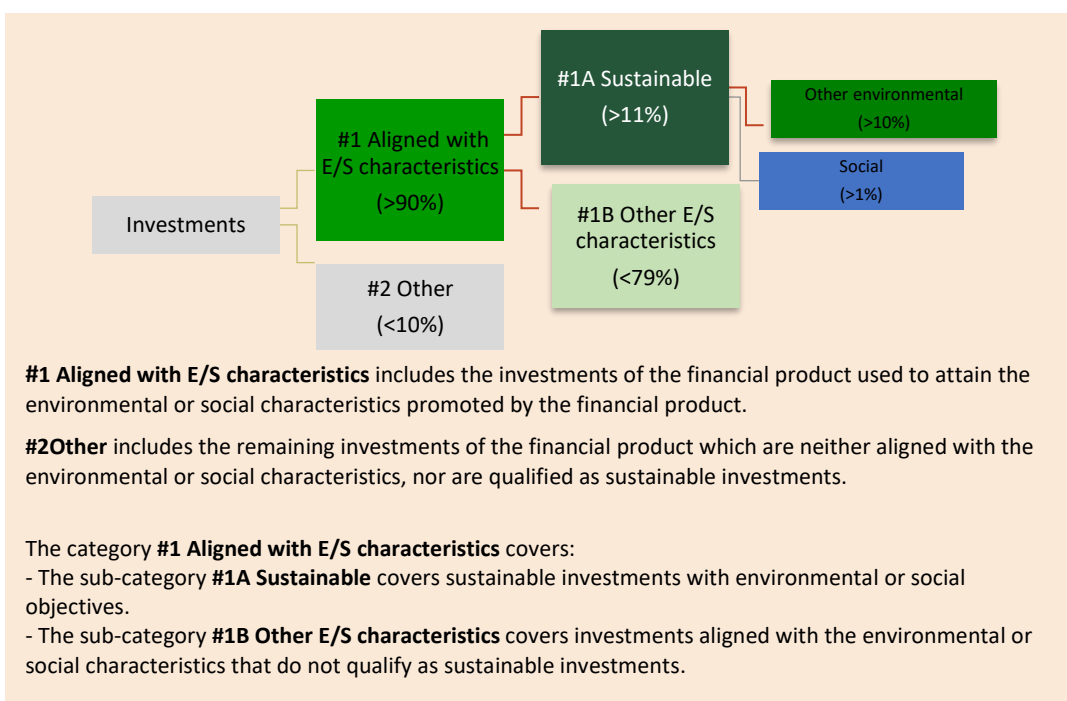 Investments
#1 Aligned with
E/S characteristics
(>90%)
#2 Other
(<10%)
#1A Sustainable
(>11%)
#1B Other E/S
characteristics
(<79%)
Other environmental
(>10%)
Social
(>1%)
#1 Aligned with E/S characteristics includes the investments of the financial product used to attain the
environmental or social characteristics promoted by the financial product.
#2Other includes the remaining investments of the financial product which are neither aligned with the
environmental or social characteristics, nor are qualified as sustainable investments.
The category #1 Aligned with E/S characteristics covers:
- The sub-category #1A Sustainable covers sustainable investments with environmental or social
objectives.
- The sub-category #1B Other E/S characteristics covers investments aligned with the environmental or
social characteristics that do not qualify as sustainable investments.